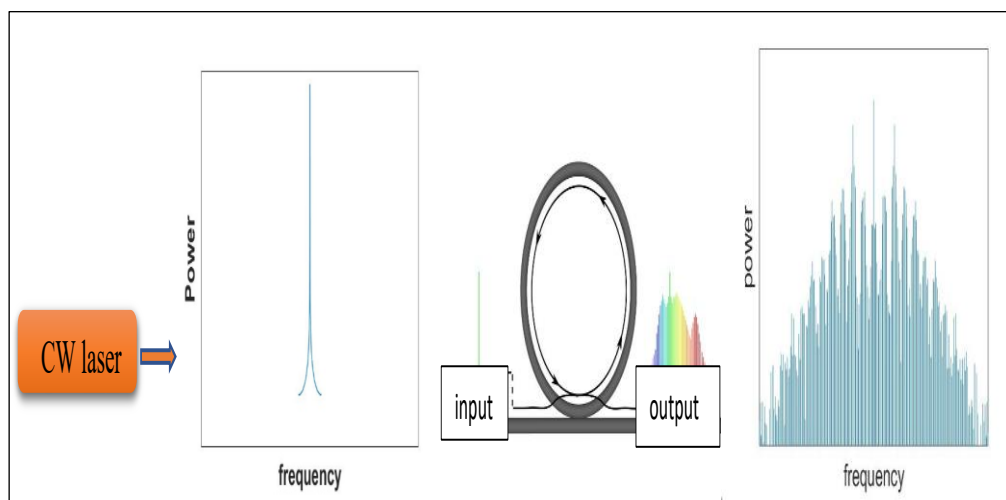 CW laser
Power
frequency
input
output
power
frequency